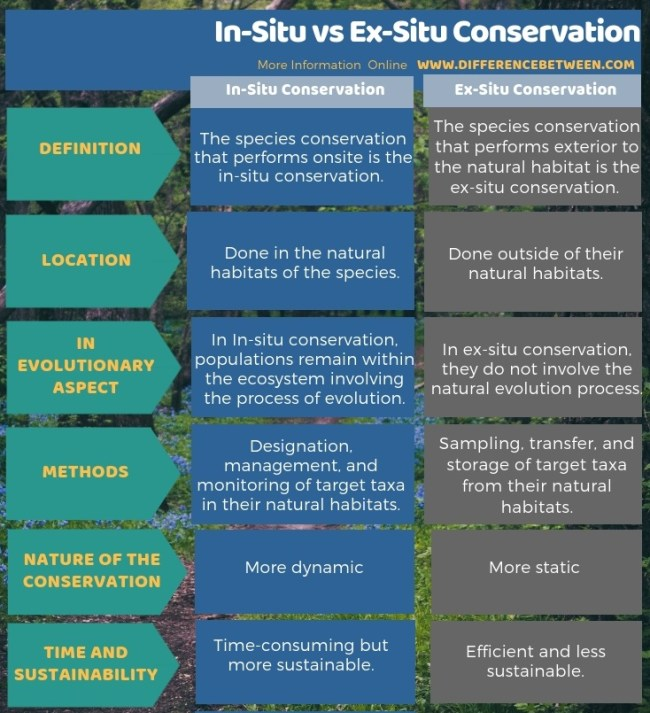 In-Situ vs Ex-Situ Conservation
More Information Online WWW.DIFFERENCEBETWEEN.COM
In-Situ Conservation
Ex-Situ Conservation
DEFINITION
The species conservation
that performs onsite is the
in-situ conservation.
The species conservation
that performs exterior to
the natural habitat is the
ex-situ conservation.
LOCATION
Done in the natural
habitats of the species.
Done outside of their
natural habitats.
IN
EVOLUTIONARY
ASPECT
In In-situ conservation,
populations remain within
the ecosystem involving
the process of evolution.
In ex-situ conservation,
they do not involve the
natural evolution process.
METHODS
Designation,
management, and
monitoring of target taxa
in their natural habitats.
Sampling, transfer, and
storage of target taxa
from their natural
habitats.
NATURE OF THE
CONSERVATION
More dynamic
More static
TIME AND
SUSTAINABILITY
Time-consuming but
more sustainable.
Efficient and less
sustainable.